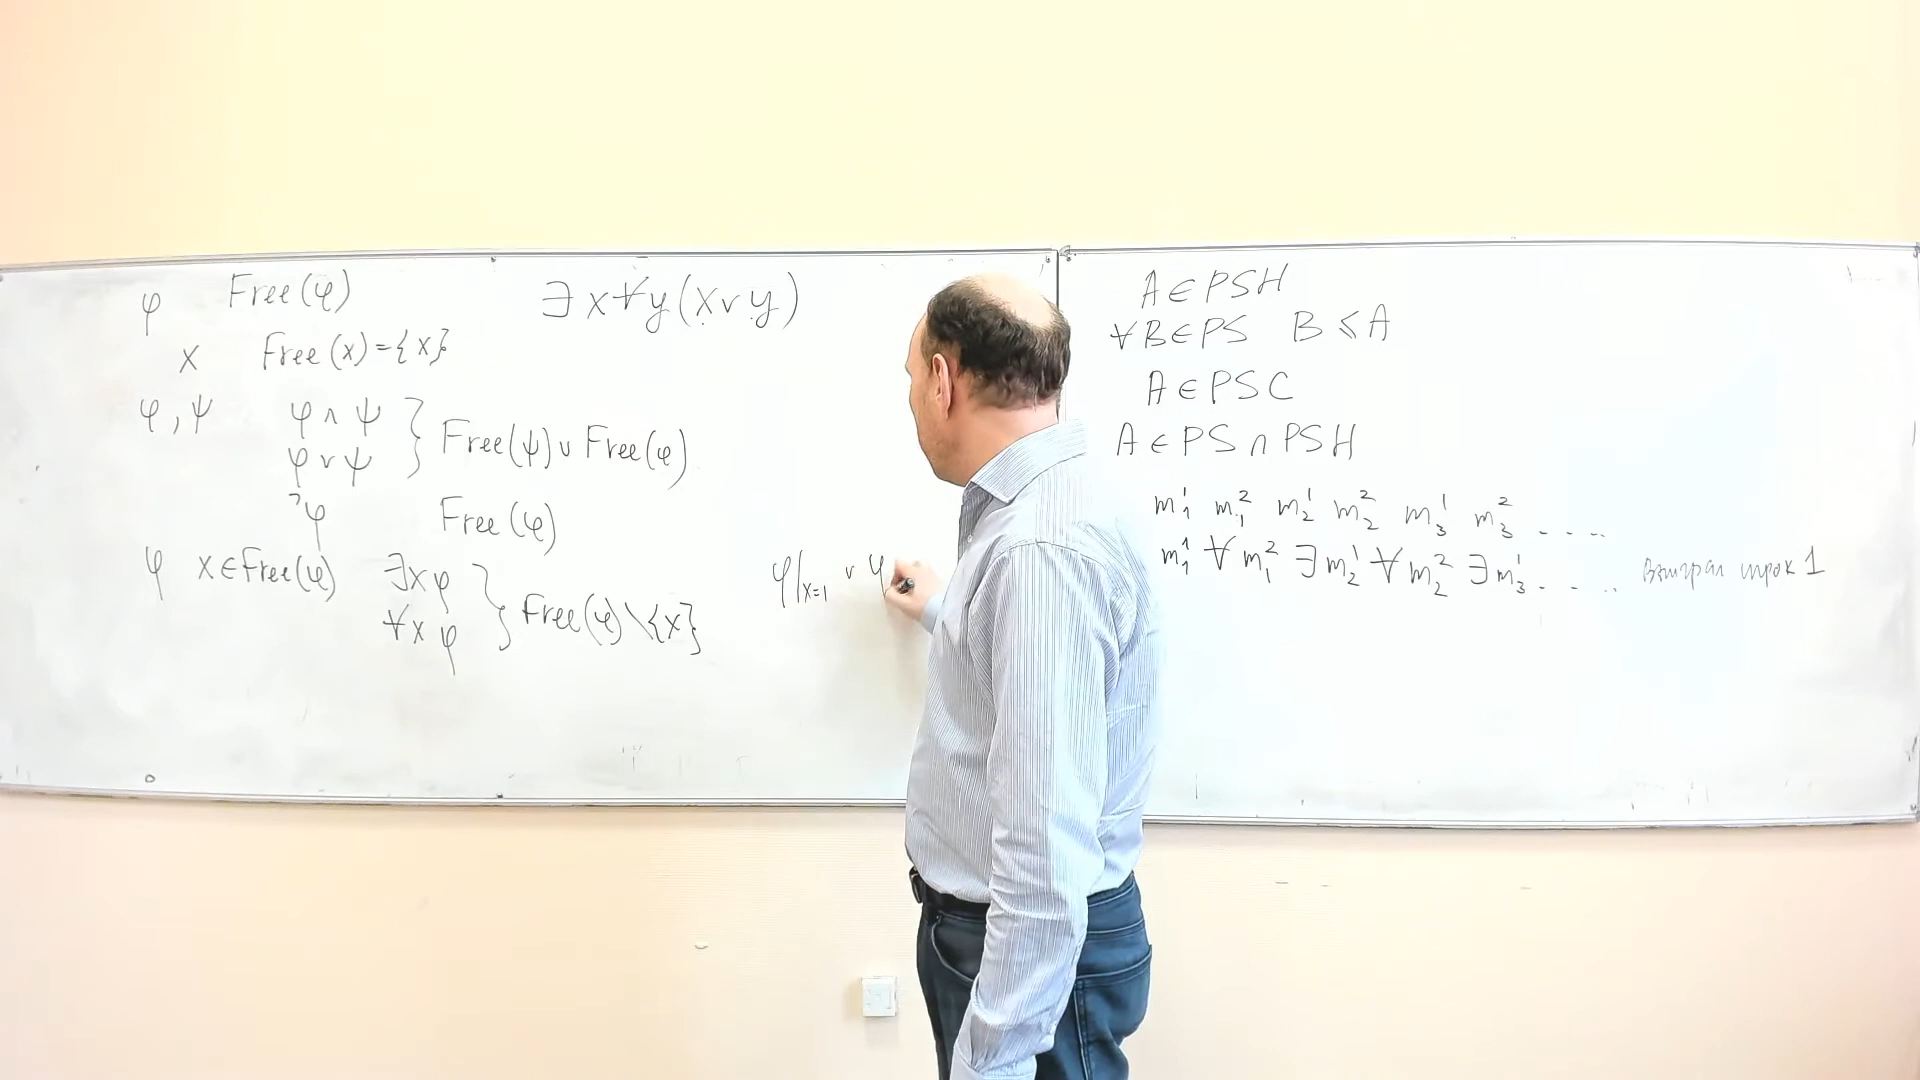 φ Free(φ) ∃x∀y(x∨y)
x Free(x)={x}
φ,ψ φ∧ψ } Free(ψ)∪Free(φ)
φ∨ψ
¬φ Free(φ)
φ x∈Free(φ) ∃xφ } Free(φ)\{x}
∀xφ
φ|x=1 ∨ φ
A∈PSH
∀B∈PS B⩽A
A∈PSC
A∈PS∩PSH
m₁¹ m₁² m₂¹ m₂² m₃¹ m₃² ....
m₁¹ ∀m₁² ∃m₂¹ ∀m₂² ∃m₃¹ .... выиграл игрок 1